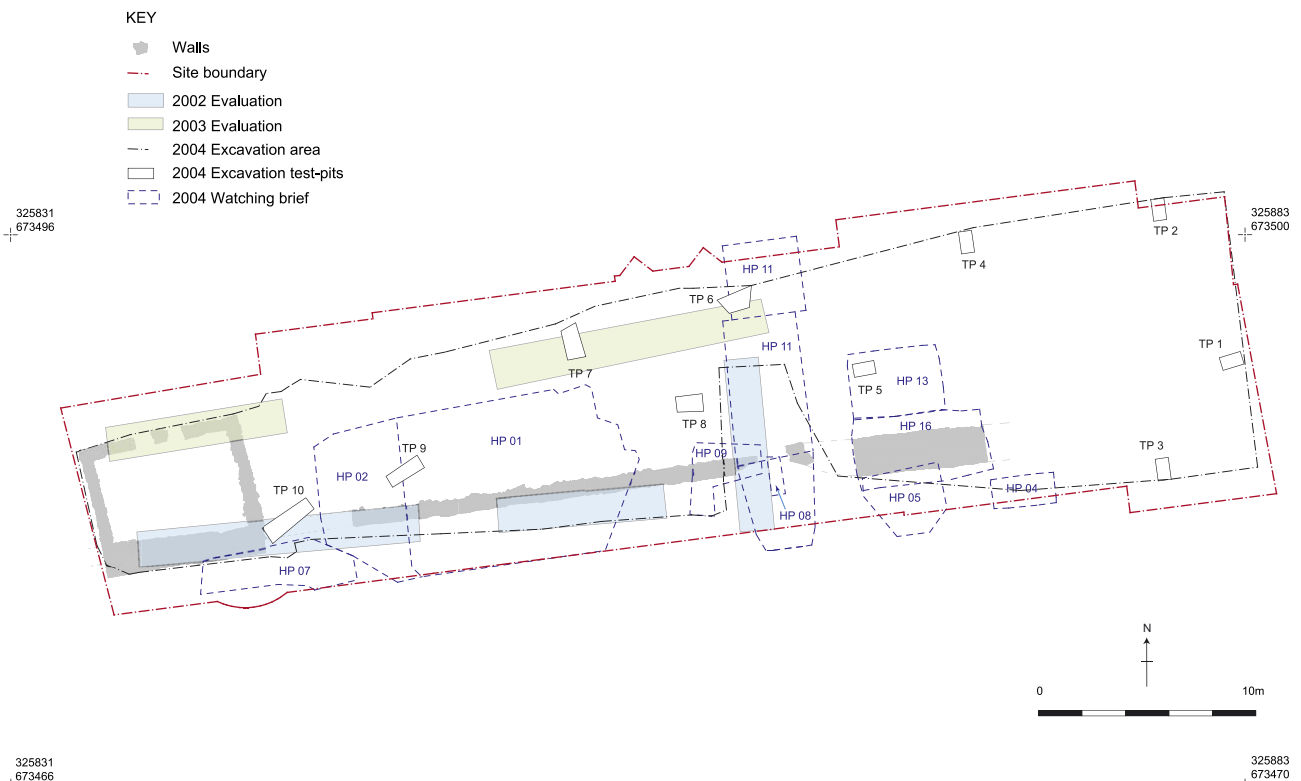 KEY
Walls
Site boundary
2002 Evaluation
2003 Evaluation
2004 Excavation area
2004 Excavation test-pits
2004 Watching brief
325831
673496
325883
673500
TP 2
TP 4
HP 11
TP 6
HP 11
TP 7
TP 1
TP 5
HP 13
TP 8
HP 16
TP 9
HP 01
HP 02
HP 09
TP 3
TP 10
HP 05
HP 04
HP 08
HP 07
N
0 10m
325831
673466
325883
673470